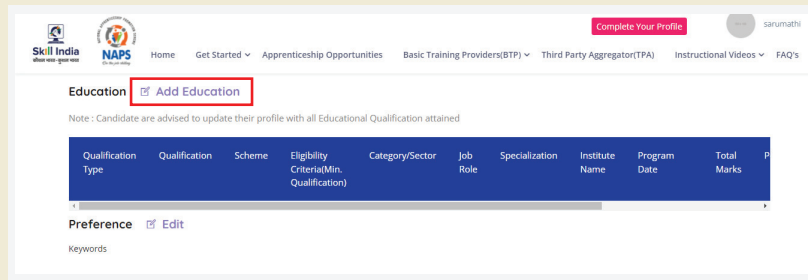 Complete Your Profile
sarumathi
Skill India
कौशल भारत-कुशल भारत
NAPS
Home Get Started Apprenticeship Opportunities Basic Training Providers(BTP) Third Party Aggregator(TPA) Instructional Videos FAQ's
Education Add Education
Note : Candidate are advised to update their profile with all Educational Qualification attained
Qualification Type Qualification Scheme Eligibility Criteria(Min. Qualification) Category/Sector Job Role Specialization Institute Name Program Date Total Marks P
Preference Edit
Keywords